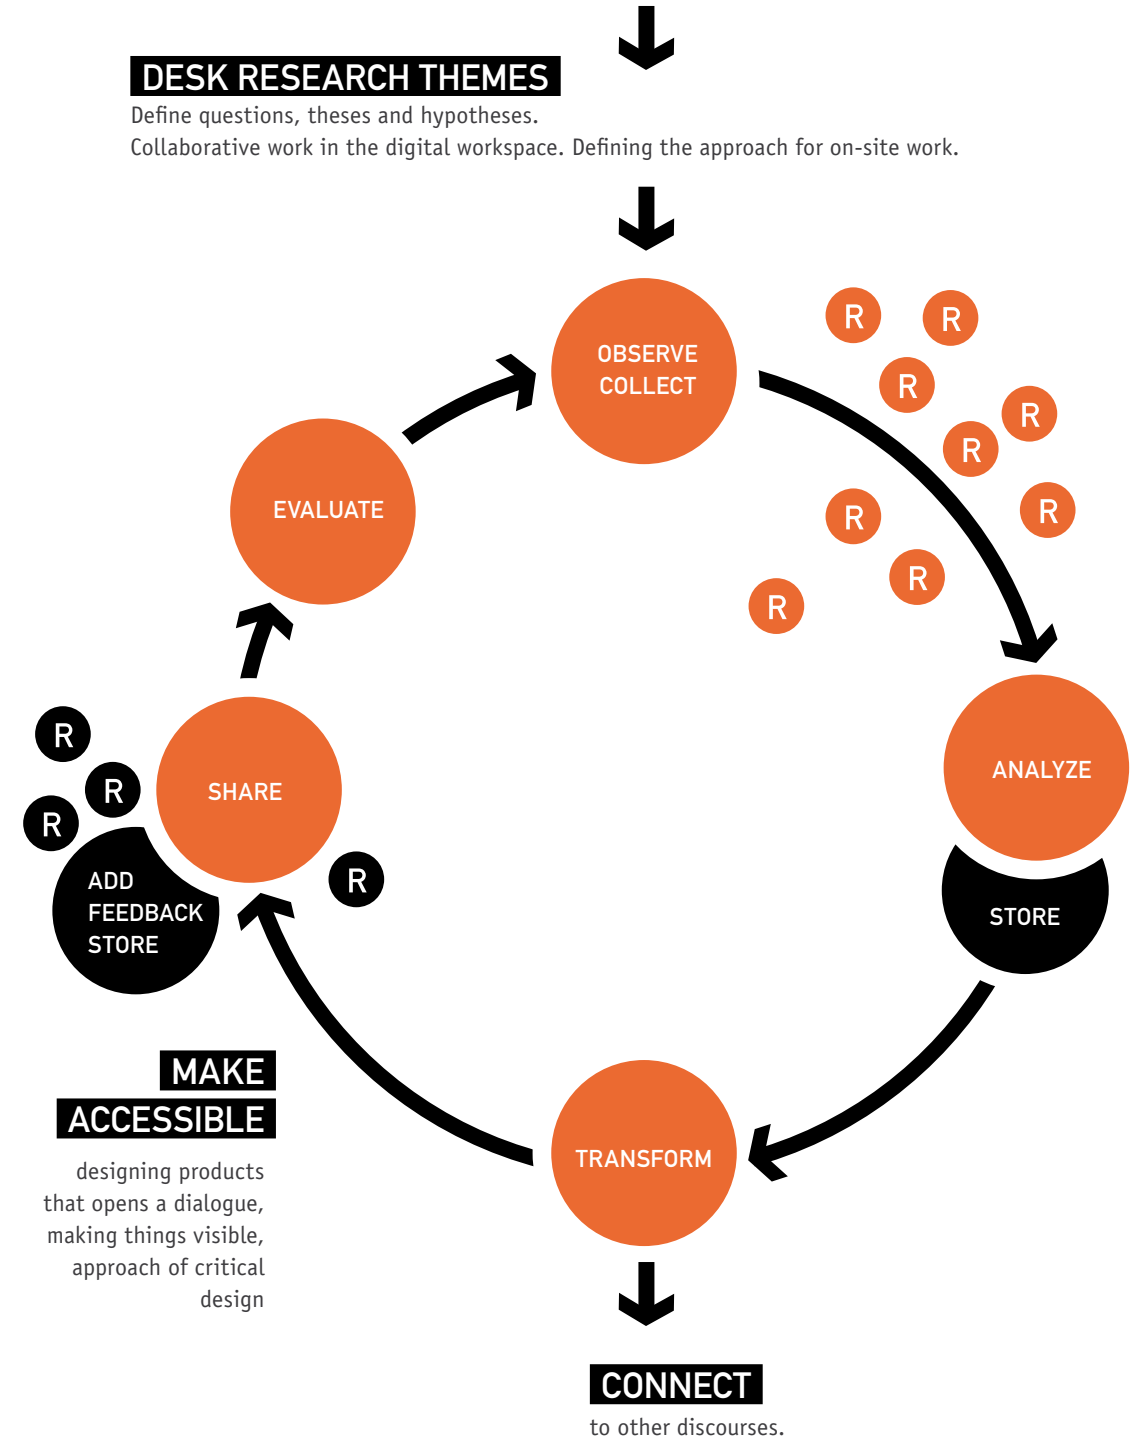 DESK RESEARCH THEMES
Define questions, theses and hypotheses.
Collaborative work in the digital workspace. Defining the approach for on-site work.
OBSERVE
COLLECT
R
R
R
R
R
R
R
R
R
EVALUATE
ANALYZE
STORE
SHARE
R
R
R
R
ADD
FEEDBACK
STORE
TRANSFORM
MAKE
ACCESSIBLE
designing products
that opens a dialogue,
making things visible,
approach of critical
design
CONNECT
to other discourses.